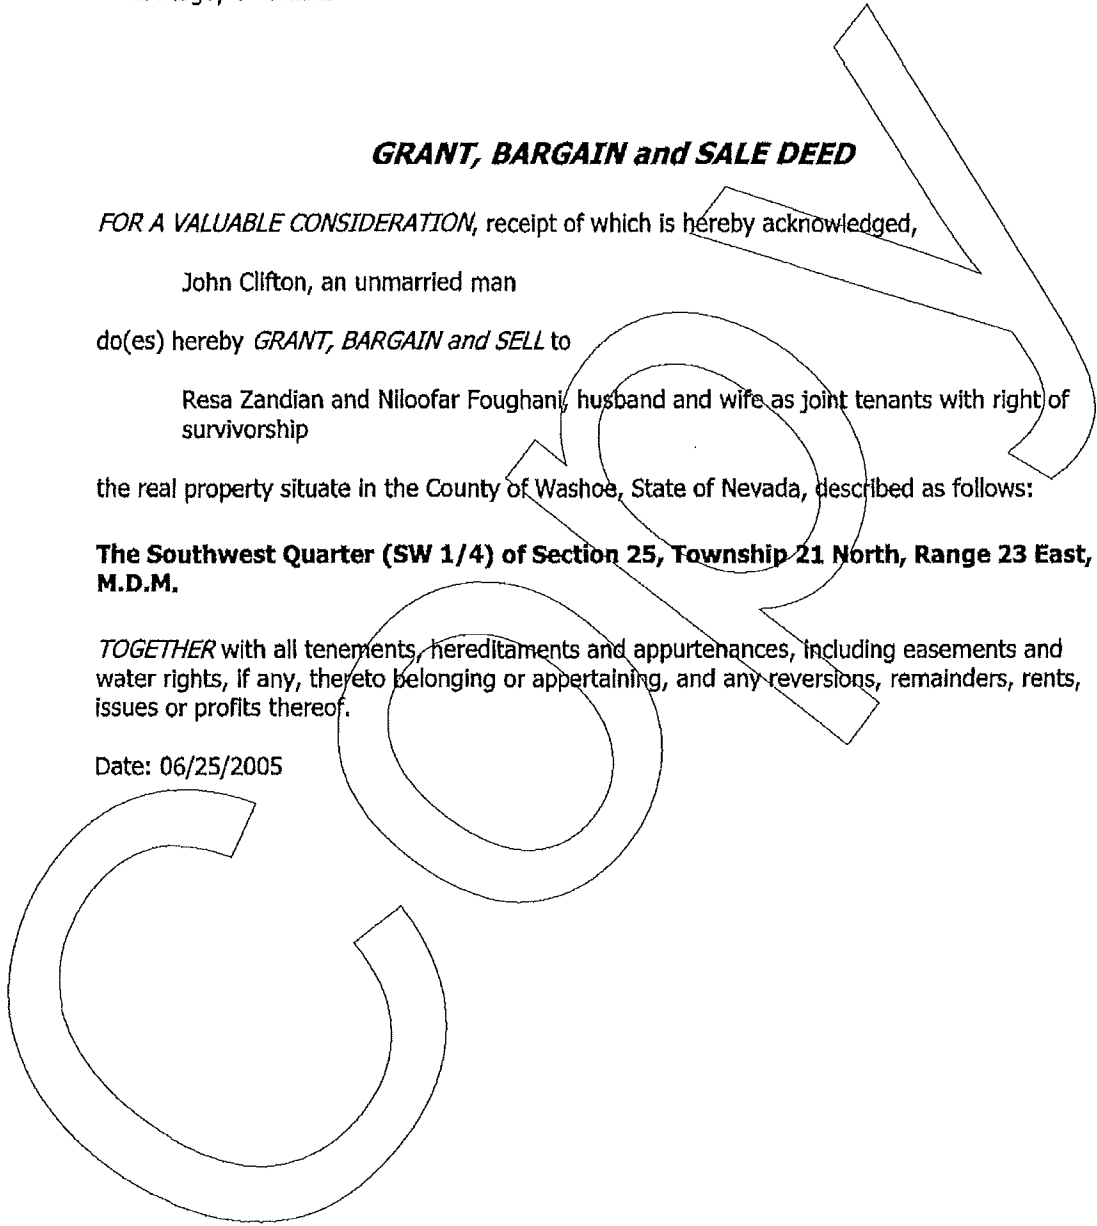 GRANT, BARGAIN and SALE DEED
FOR A VALUABLE CONSIDERATION, receipt of which is hereby acknowledged,
John Clifton, an unmarried man
do(es) hereby GRANT, BARGAIN and SELL to
Resa Zandian and Niloofar Foughani, husband and wife as joint tenants with right of
survivorship
the real property situate in the County of Washoe, State of Nevada, described as follows:
The Southwest Quarter (SW 1/4) of Section 25, Township 21 North, Range 23 East,
M.D.M.
TOGETHER with all tenements, hereditaments and appurtenances, including easements and
water rights, if any, thereto belonging or appertaining, and any reversions, remainders, rents,
issues or profits thereof.
Date: 06/25/2005
Copy